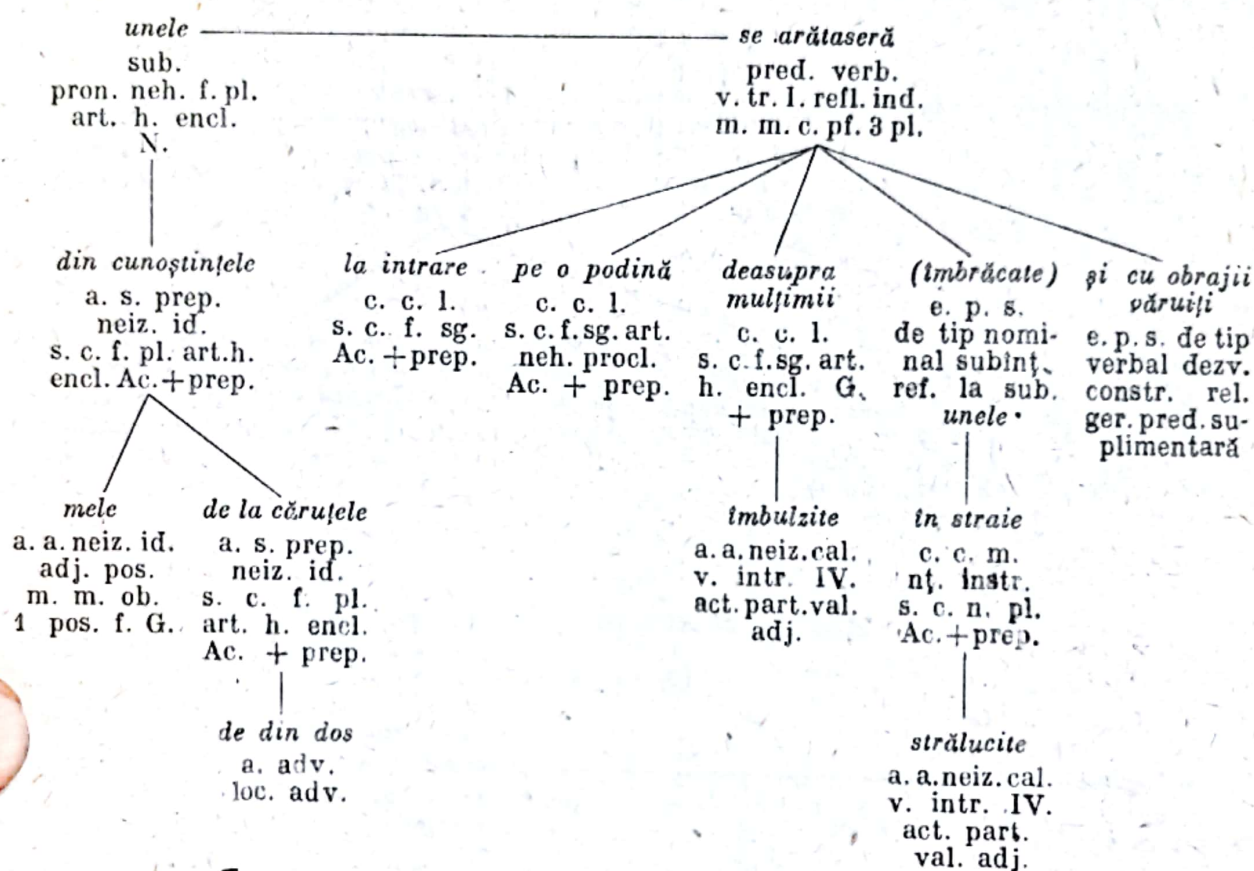 unele
sub.
pron. neh. f. pl.
art. h. encl.
N.
se arătaseră
pred. verb.
v. tr. I. refl. ind.
m. m. c. pf. 3 pl.
din cunoștințele
a. s. prep.
neiz. id.
s. c. f. pl. art. h.
encl. Ac. + prep.
la intrare
c. c. l.
s. c. f. sg.
Ac. + prep.
pe o podină
c. c. l.
s. c. f. sg. art.
neh. procl.
Ac. + prep.
deasupra
mulțimii
c. c. l.
s. c. f. sg. art.
h. encl. G.
+ prep.
(îmbrăcate)
e. p. s.
de tip nomi-
nal subînț.
ref. la sub.
unele
și cu obrajii
văruiți
e. p. s. de tip
verbal dezv.
constr. rel.
ger. pred. su-
plimentară
mele
a. a. neiz. id.
adj. pos.
m. m. ob.
1 pos. f. G.
de la căruțele
a. s. prep.
neiz. id.
s. c. f. pl.
art. h. encl.
Ac. + prep.
îmbulzite
a. a. neiz. cal.
v. intr. IV.
act. part. val.
adj.
în straie
c. c. m.
nț. instr.
s. c. n. pl.
Ac. + prep.
de din dos
a. adv.
loc. adv.
strălucite
a. a. neiz. cal.
v. intr. IV.
act. part.
val. adj.